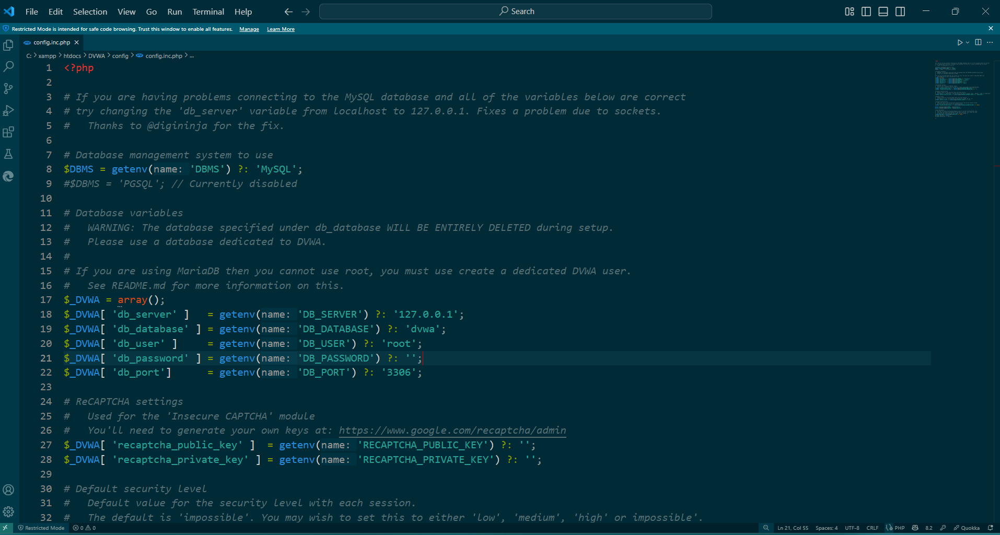 File Edit Selection View Go Run Terminal Help Search
Restricted Mode is intended for safe code browsing. Trust this window to enable all features. Manage Learn More
config.inc.php
C: > xampp > htdocs > DVWA > config > config.inc.php > ...
1 <?php
2
3 # If you are having problems connecting to the MySQL database and all of the variables below are correct
4 # try changing the 'db_server' variable from localhost to 127.0.0.1. Fixes a problem due to sockets.
5 #   Thanks to @digininja for the fix.
6
7 # Database management system to use
8 $DBMS = getenv(name: 'DBMS') ?: 'MySQL';
9 #$DBMS = 'PGSQL'; // Currently disabled
10
11 # Database variables
12 #   WARNING: The database specified under db_database WILL BE ENTIRELY DELETED during setup.
13 #   Please use a database dedicated to DVWA.
14 #
15 # If you are using MariaDB then you cannot use root, you must use create a dedicated DVWA user.
16 #   See README.md for more information on this.
17 $_DVWA = array();
18 $_DVWA[ 'db_server' ]   = getenv(name: 'DB_SERVER') ?: '127.0.0.1';
19 $_DVWA[ 'db_database' ] = getenv(name: 'DB_DATABASE') ?: 'dvwa';
20 $_DVWA[ 'db_user' ]     = getenv(name: 'DB_USER') ?: 'root';
21 $_DVWA[ 'db_password' ] = getenv(name: 'DB_PASSWORD') ?: '';
22 $_DVWA[ 'db_port']      = getenv(name: 'DB_PORT') ?: '3306';
23
24 # ReCAPTCHA settings
25 #   Used for the 'Insecure CAPTCHA' module
26 #   You'll need to generate your own keys at: https://www.google.com/recaptcha/admin
27 $_DVWA[ 'recaptcha_public_key' ]  = getenv(name: 'RECAPTCHA_PUBLIC_KEY') ?: '';
28 $_DVWA[ 'recaptcha_private_key' ] = getenv(name: 'RECAPTCHA_PRIVATE_KEY') ?: '';
29
30 # Default security level
31 #   Default value for the security level with each session.
32 #   The default is 'impossible'. You may wish to set this to either 'low', 'medium', 'high' or impossible'.
Restricted Mode 0 0 Ln 21, Col 55 Spaces: 4 UTF-8 CRLF PHP 8.2 Quokka